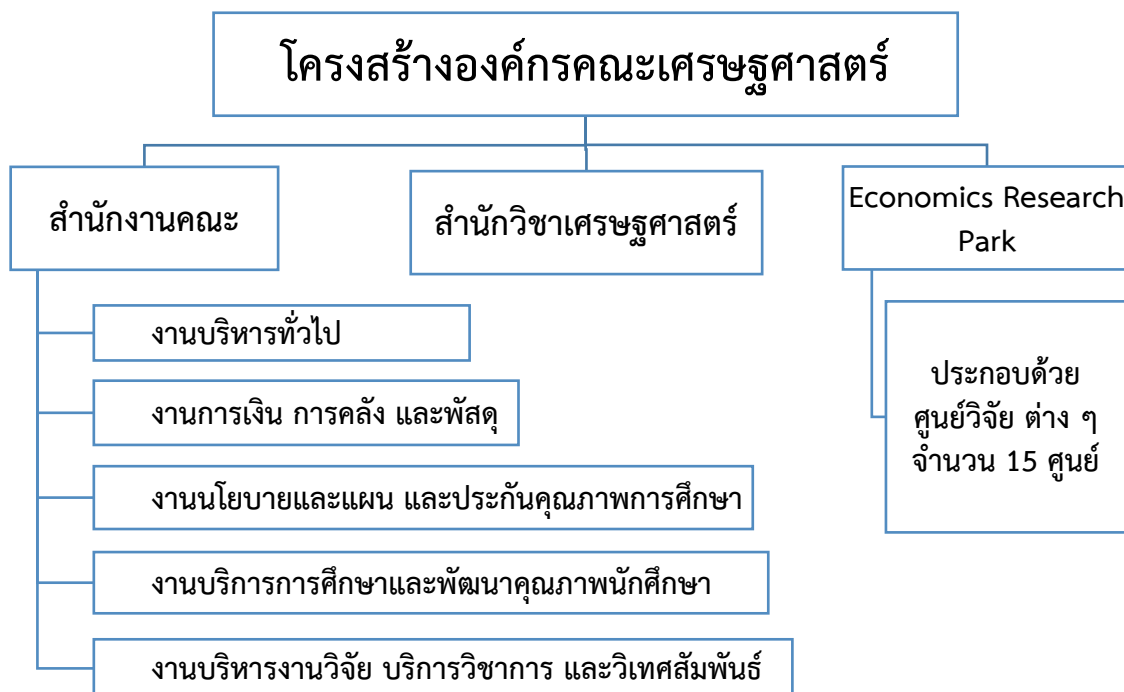 โครงสร้างองค์กรคณะเศรษฐศาสตร์
สำนักงานคณะ
งานบริหารทั่วไป
งานการเงิน การคลัง และพัสดุ
งานนโยบายและแผน และประกันคุณภาพการศึกษา
งานบริการการศึกษาและพัฒนาคุณภาพนักศึกษา
งานบริหารงานวิจัย บริการวิชาการ และวิเทศสัมพันธ์
สำนักวิชาเศรษฐศาสตร์
Economics Research
Park
ประกอบด้วย
ศูนย์วิจัย ต่าง ๆ
จำนวน 15 ศูนย์